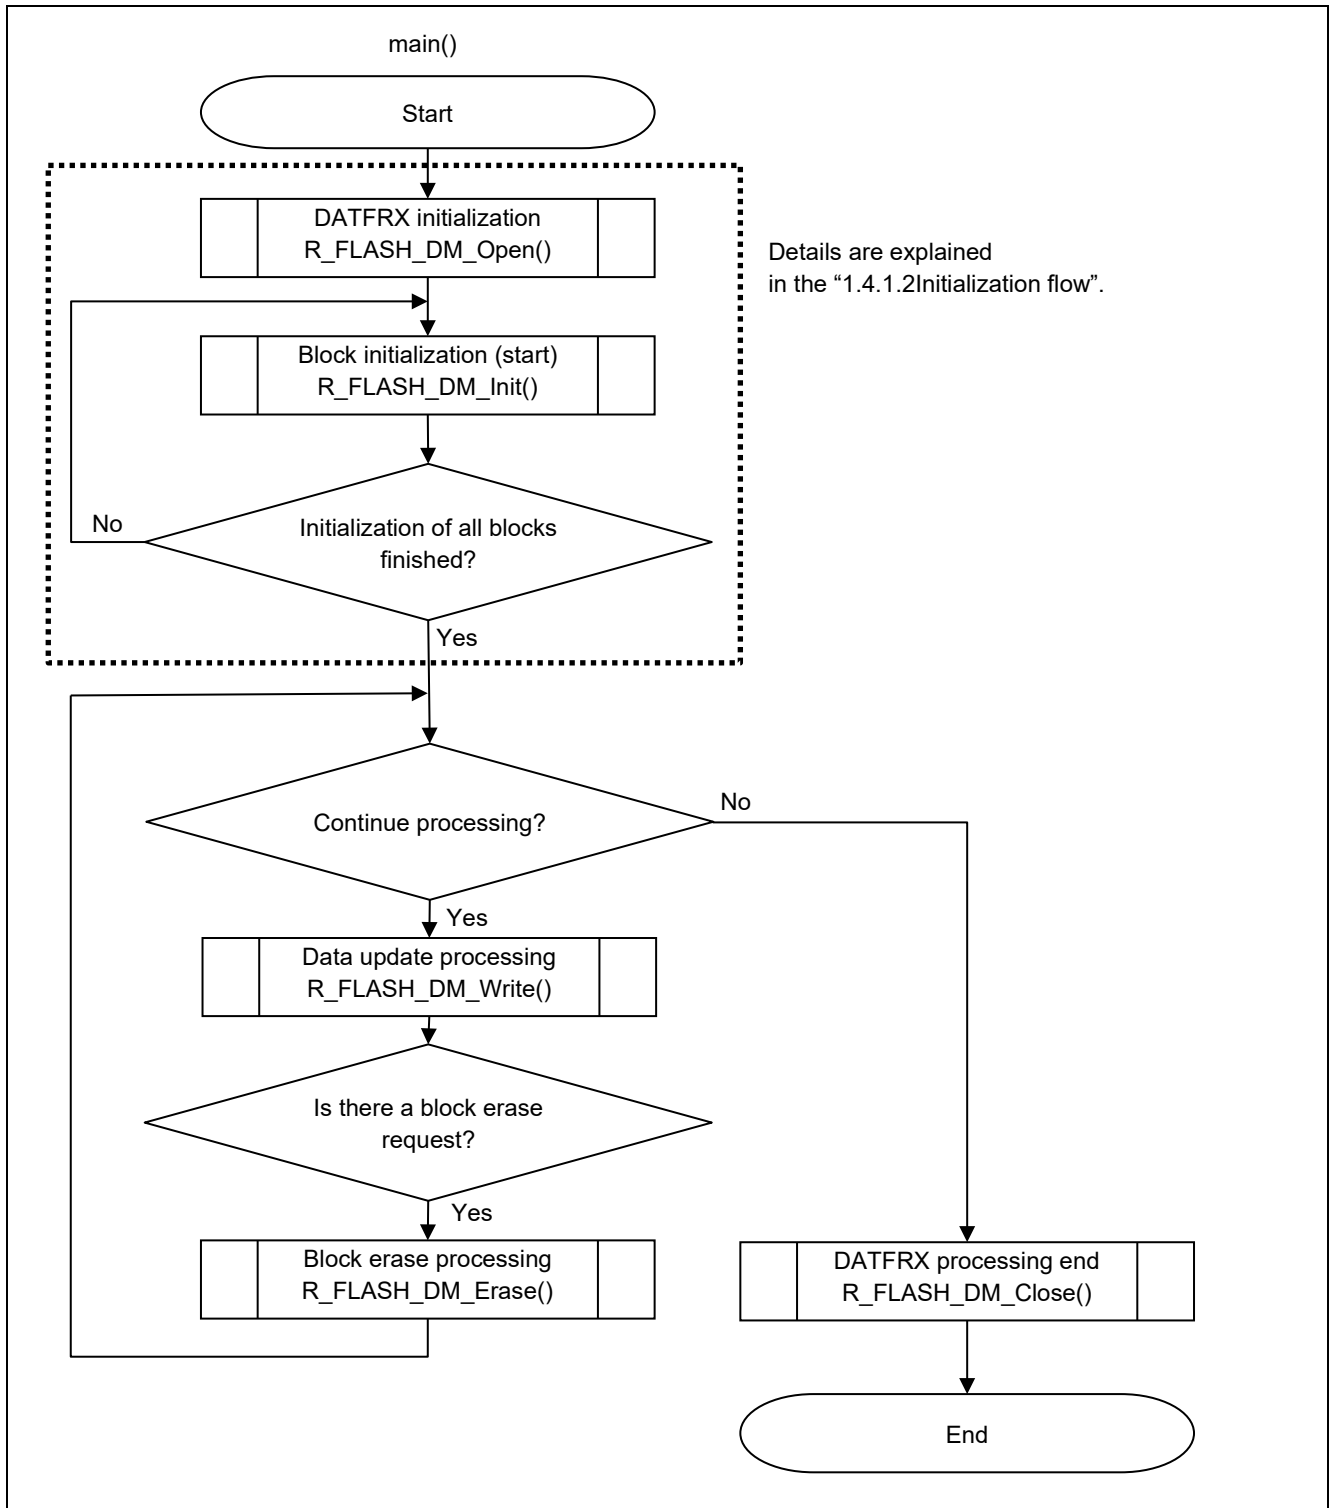 main()
Start
DATFRX initialization
R_FLASH_DM_Open()
Details are explained
in the “1.4.1.2Initialization flow”.
Block initialization (start)
R_FLASH_DM_Init()
No
Initialization of all blocks
finished?
Yes
No
Continue processing?
Yes
Data update processing
R_FLASH_DM_Write()
Is there a block erase
request?
Yes
Block erase processing
R_FLASH_DM_Erase()
DATFRX processing end
R_FLASH_DM_Close()
End